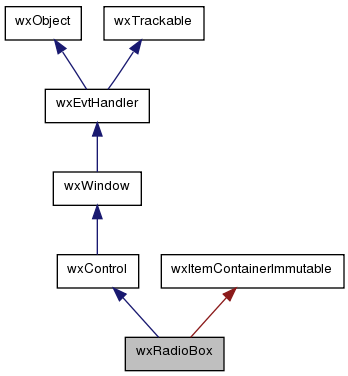 wxObject
wxTrackable
wxEvtHandler
wxWindow
wxControl
wxItemContainerImmutable
wxRadioBox